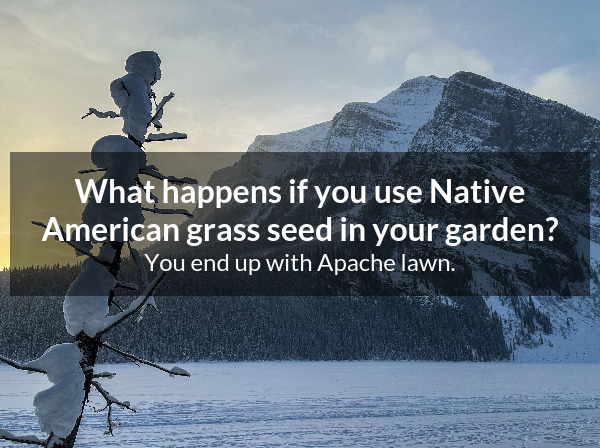 What happens if you use Native
American grass seed in your garden?
You end up with Apache lawn.